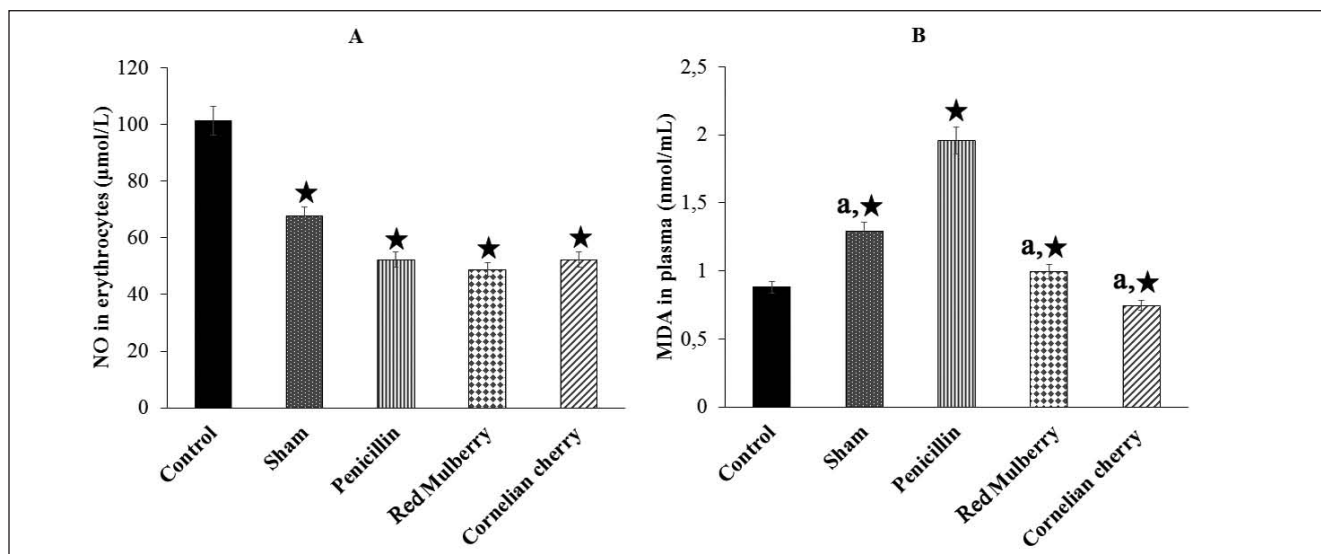 A
NO in erythrocytes (µmol/L)
120
100
80
60
40
20
0
★
★
★
★
Control
Sham
Penicillin
Red Mulberry
Cornelian cherry
B
MDA in plasma (nmol/mL)
2,5
2
1,5
1
0,5
0
a,★
★
a,★
a,★
Control
Sham
Penicillin
Red Mulberry
Cornelian cherry